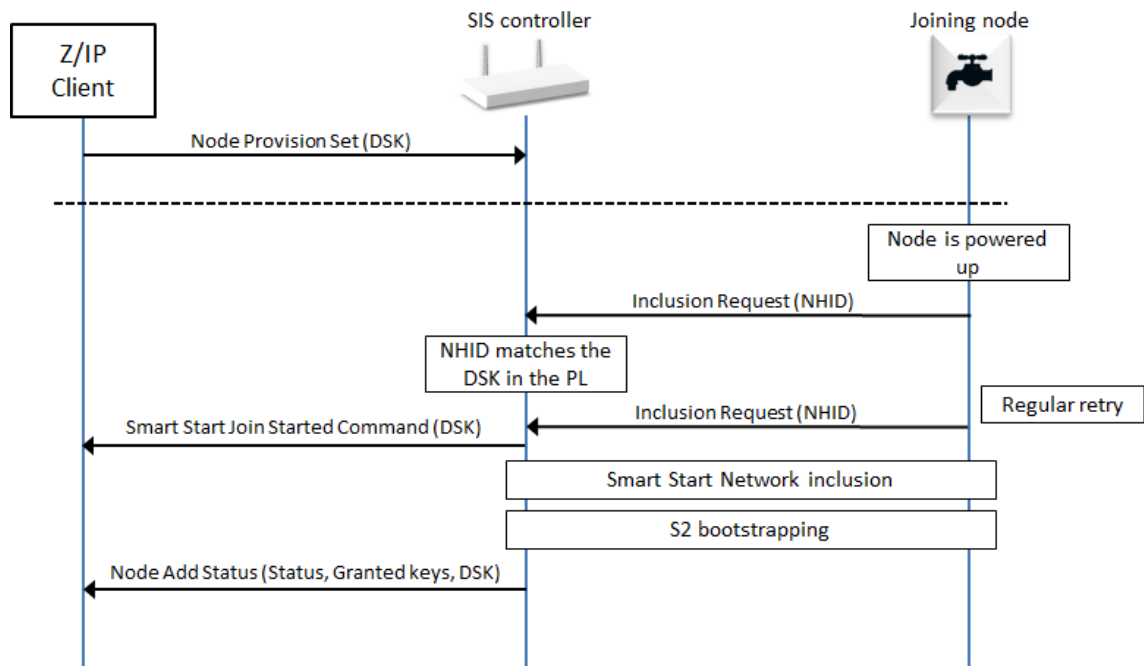 SIS controller
Joining node
Z/IP
Client
Node Provision Set (DSK)
Node is powered
up
Inclusion Request (NHID)
NHID matches the
DSK in the PL
Regular retry
Inclusion Request (NHID)
Smart Start Join Started Command (DSK)
Smart Start Network inclusion
S2 bootstrapping
Node Add Status (Status, Granted keys, DSK)